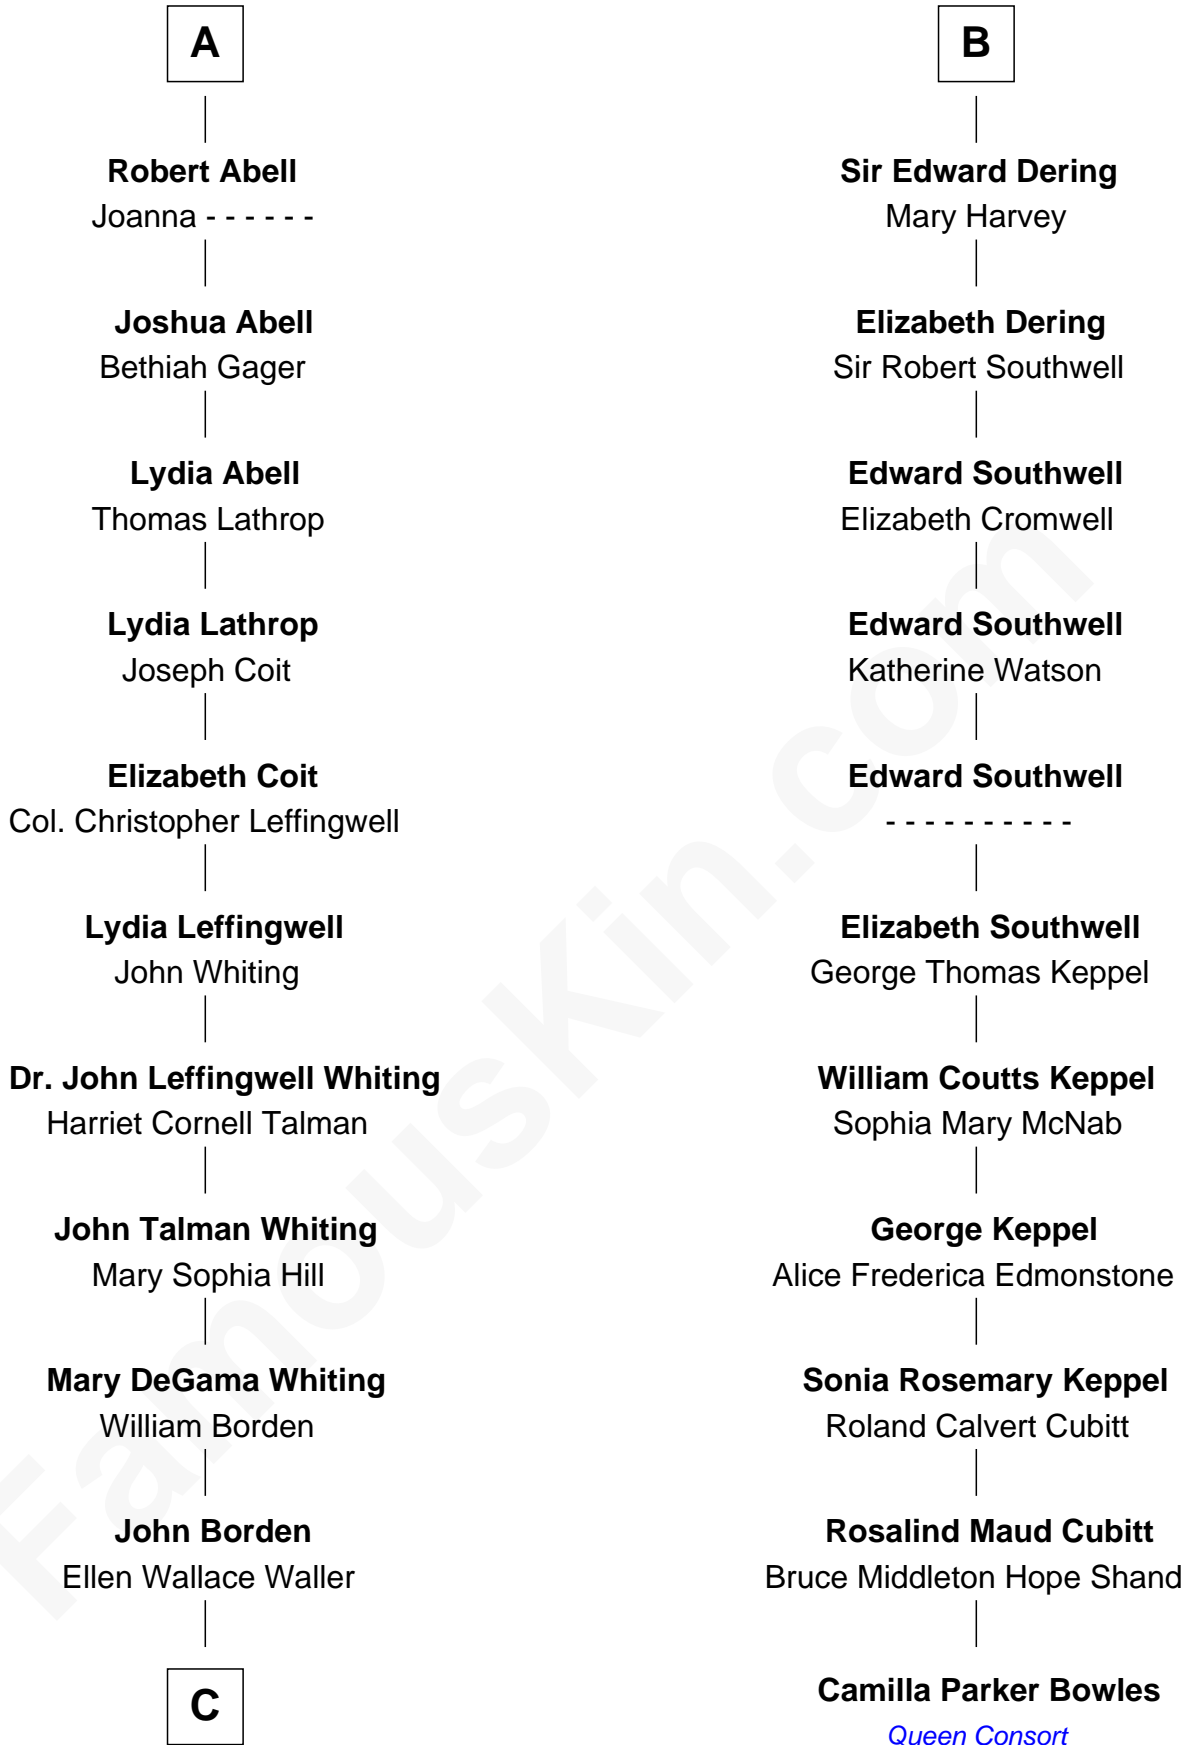 A
Robert Abell
Joanna - - - - - -
Joshua Abell
Bethiah Gager
Lydia Abell
Thomas Lathrop
Lydia Lathrop
Joseph Coit
Elizabeth Coit
Col. Christopher Leffingwell
Lydia Leffingwell
John Whiting
Dr. John Leffingwell Whiting
Harriet Cornell Talman
John Talman Whiting
Mary Sophia Hill
Mary DeGama Whiting
William Borden
John Borden
Ellen Wallace Waller
C
B
Sir Edward Dering
Mary Harvey
Elizabeth Dering
Sir Robert Southwell
Edward Southwell
Elizabeth Cromwell
Edward Southwell
Katherine Watson
Edward Southwell
- - - - - - - - - -
Elizabeth Southwell
George Thomas Keppel
William Coutts Keppel
Sophia Mary McNab
George Keppel
Alice Frederica Edmonstone
Sonia Rosemary Keppel
Roland Calvert Cubitt
Rosalind Maud Cubitt
Bruce Middleton Hope Shand
Camilla Parker Bowles
Queen Consort
FamousKin.com